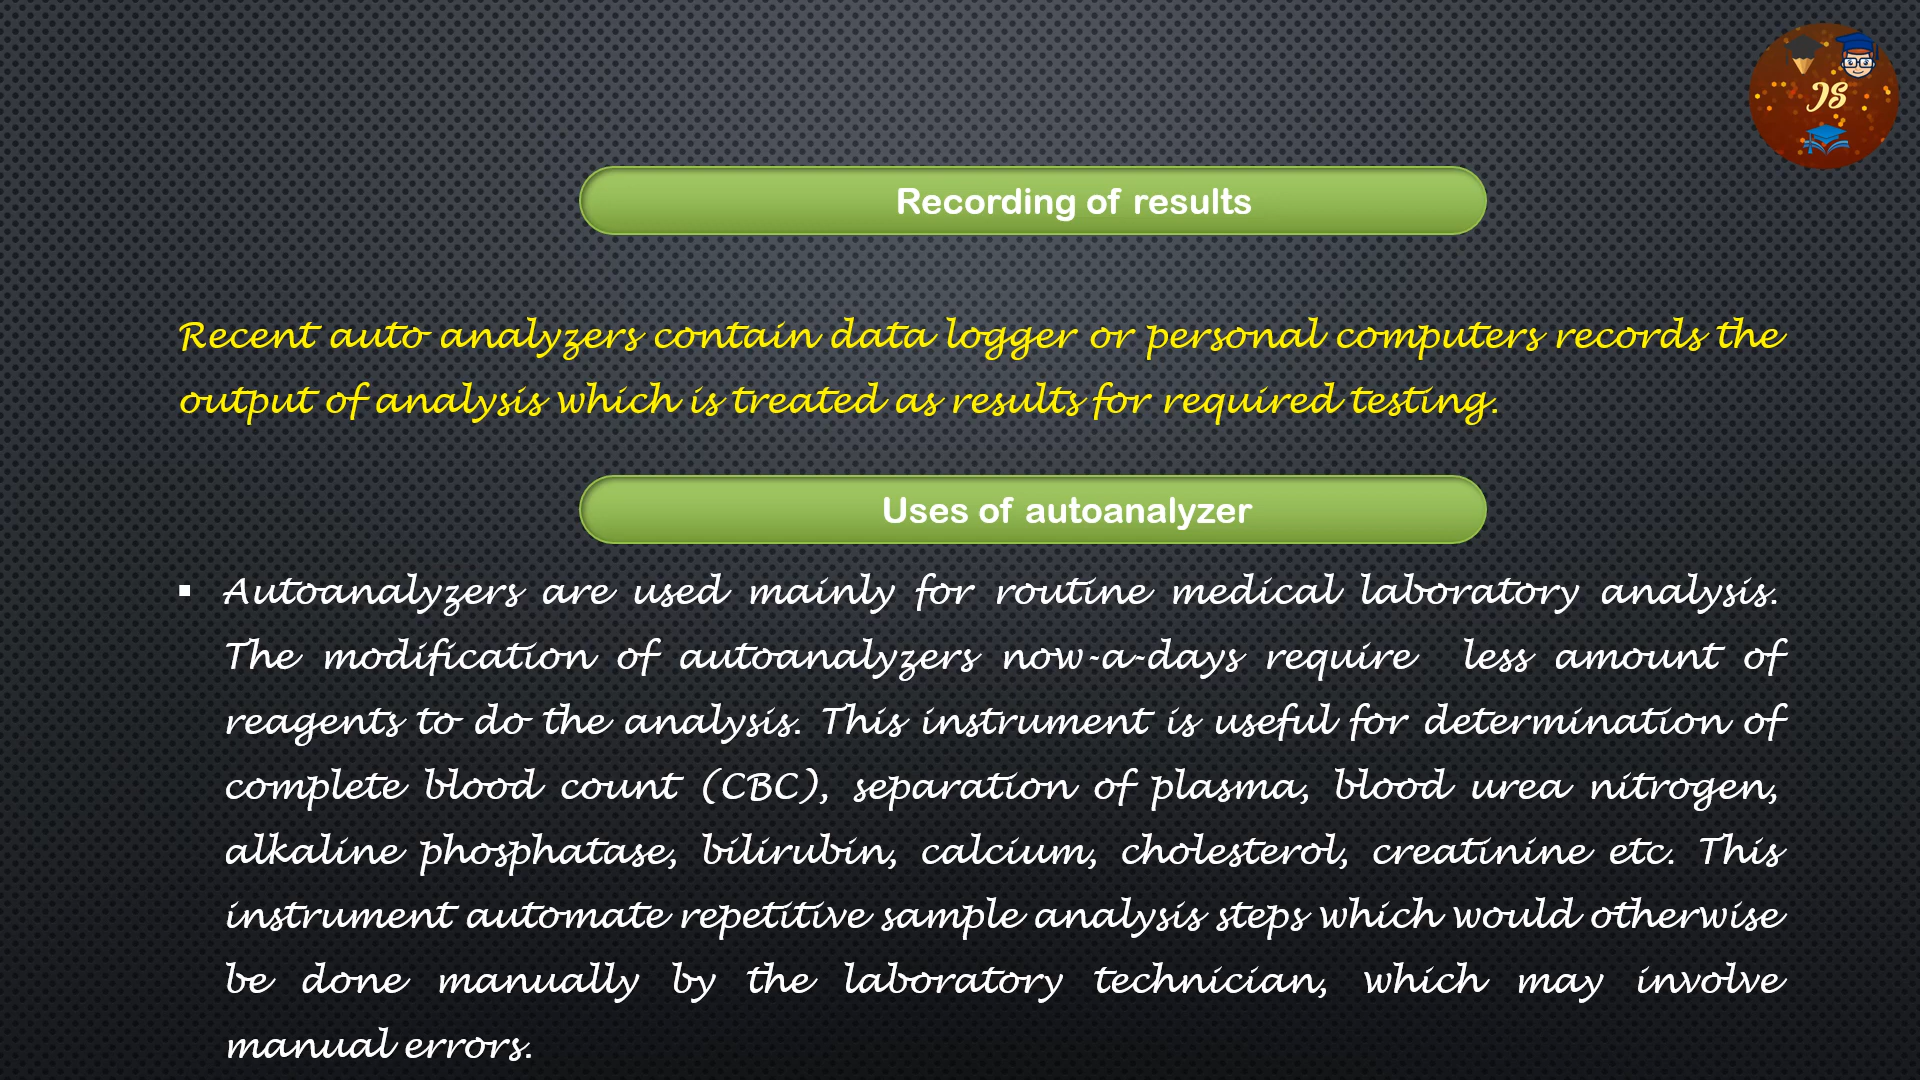 JS
Recording of results
Recent auto analyzers contain data logger or personal computers records the
output of analysis which is treated as results for required testing.
Uses of autoanalyzer
▪ Autoanalyzers are used mainly for routine medical laboratory analysis.
The modification of autoanalyzers now-a-days require less amount of
reagents to do the analysis. This instrument is useful for determination of
complete blood count (CBC), separation of plasma, blood urea nitrogen,
alkaline phosphatase, bilirubin, calcium, cholesterol, creatinine etc. This
instrument automate repetitive sample analysis steps which would otherwise
be done manually by the laboratory technician, which may involve
manual errors.